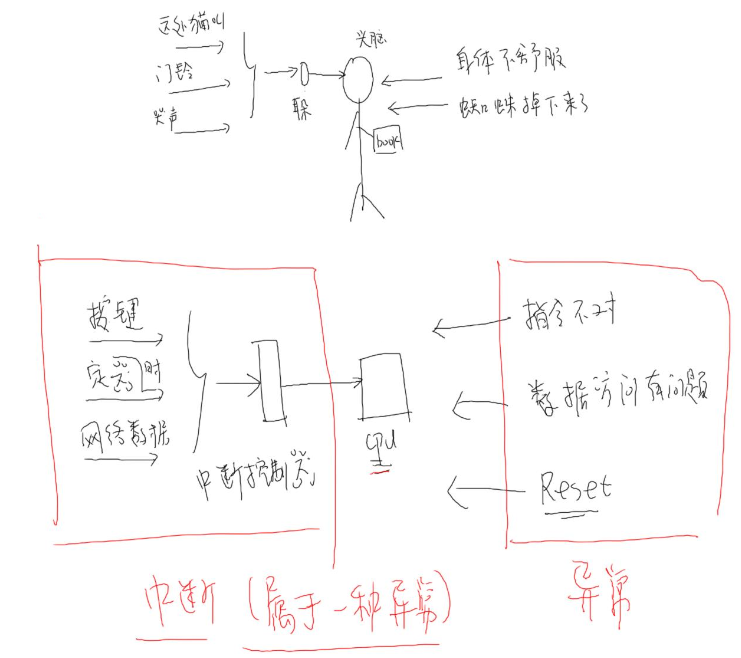 远处猫叫
门铃
哭声
耳朵
头脑
身体不舒服
蜘蛛掉下来了
book
按键
定时器
网络数据
中断控制器
cpu
指令不对
数据访问有问题
Reset
中断(属于一种异常)
异常